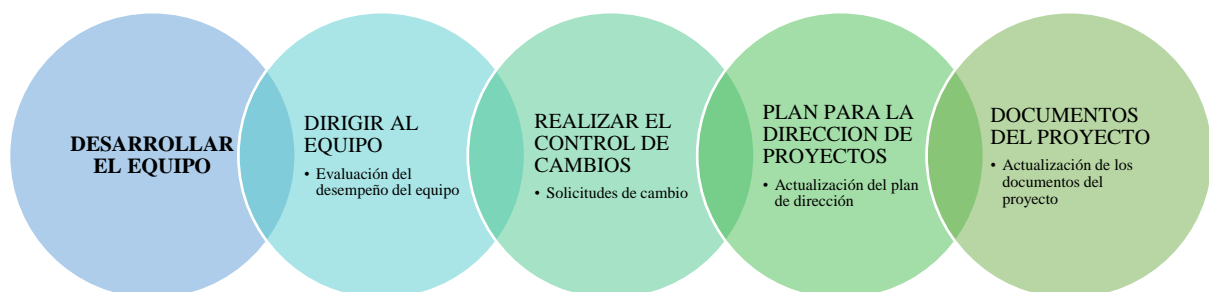 DESARROLLAR
EL EQUIPO
DIRIGIR AL
EQUIPO
• Evaluación del
desempeño del equipo
REALIZAR EL
CONTROL DE
CAMBIOS
• Solicitudes de cambio
PLAN PARA LA
DIRECCION DE
PROYECTOS
• Actualización del plan
de dirección
DOCUMENTOS
DEL PROYECTO
• Actualización de los
documentos del
proyecto